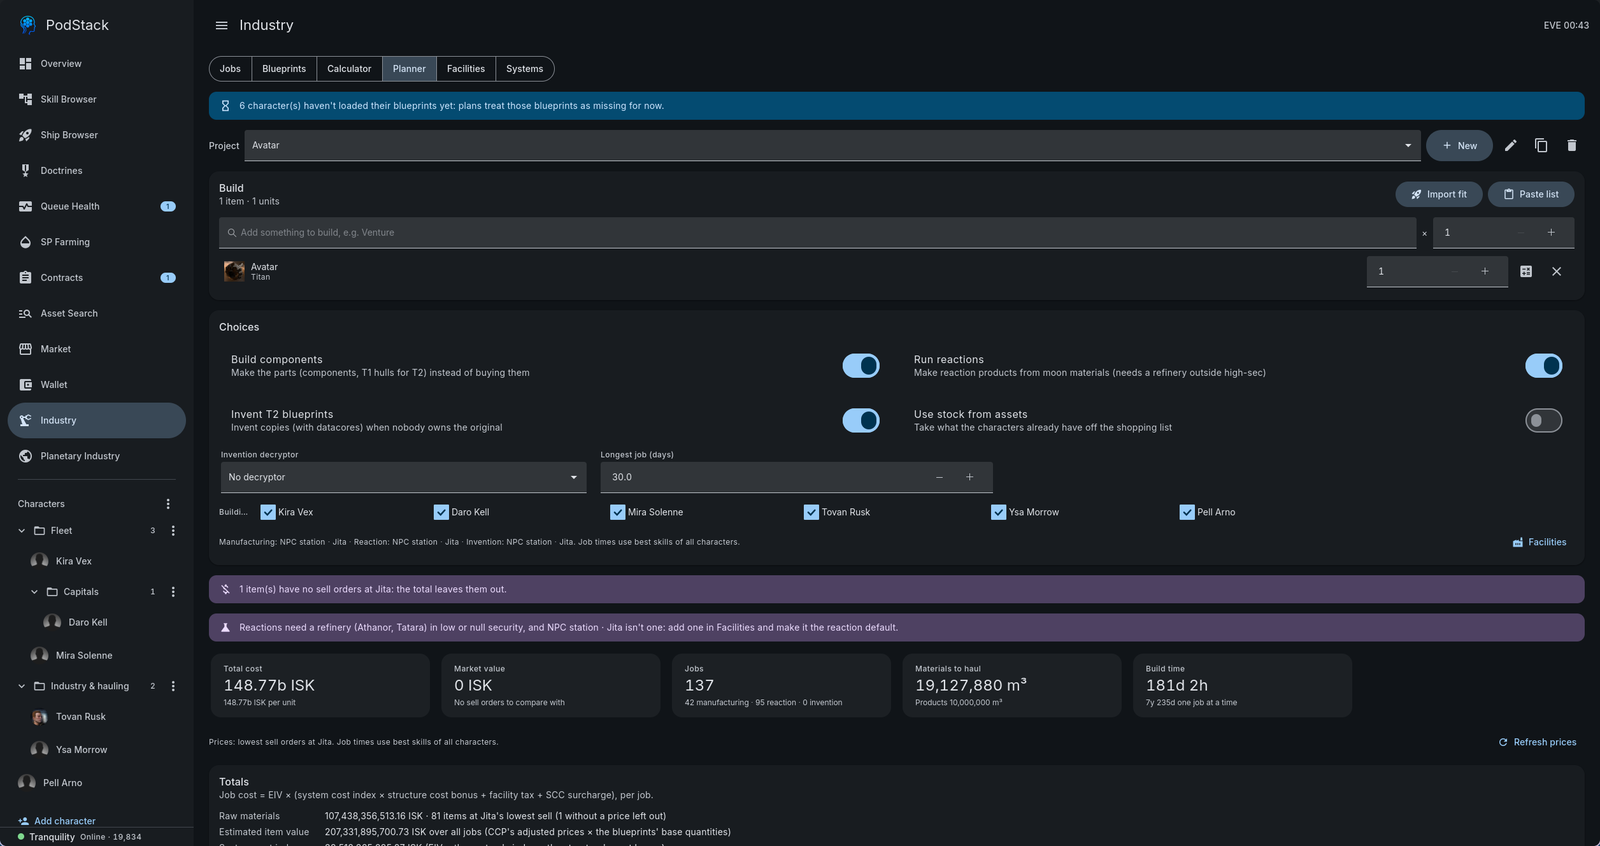 PodStack
Industry
EVE 00:43
Overview
Skill Browser
Ship Browser
Doctrines
Queue Health 1
SP Farming
Contracts 1
Asset Search
Market
Wallet
Industry
Planetary Industry
Characters
Fleet 3
Kira Vex
Capitals 1
Daro Kell
Mira Solenne
Industry & hauling 2
Tovan Rusk
Ysa Morrow
Pell Arno
Add character
Tranquility Online · 19,834
Jobs Blueprints Calculator Planner Facilities Systems
6 character(s) haven't loaded their blueprints yet: plans treat those blueprints as missing for now.
Project Avatar New
Build
1 item · 1 units
Import fit Paste list
Add something to build, e.g. Venture × 1 − +
Avatar
Titan
1 − +
Choices
Build components
Make the parts (components, T1 hulls for T2) instead of buying them
Run reactions
Make reaction products from moon materials (needs a refinery outside high-sec)
Invent T2 blueprints
Invent copies (with datacores) when nobody owns the original
Use stock from assets
Take what the characters already have off the shopping list
Invention decryptor
No decryptor
Longest job (days)
30.0 − +
Buildi... Kira Vex Daro Kell Mira Solenne Tovan Rusk Ysa Morrow Pell Arno
Manufacturing: NPC station · Jita · Reaction: NPC station · Jita · Invention: NPC station · Jita. Job times use best skills of all characters.
Facilities
1 item(s) have no sell orders at Jita: the total leaves them out.
Reactions need a refinery (Athanor, Tatara) in low or null security, and NPC station · Jita isn't one: add one in Facilities and make it the reaction default.
Total cost
148.77b ISK
148.77b ISK per unit
Market value
0 ISK
No sell orders to compare with
Jobs
137
42 manufacturing · 95 reaction · 0 invention
Materials to haul
19,127,880 m³
Products 10,000,000 m³
Build time
181d 2h
7y 235d one job at a time
Prices: lowest sell orders at Jita. Job times use best skills of all characters.
Refresh prices
Totals
Job cost = EIV × (system cost index × structure cost bonus + facility tax + SCC surcharge), per job.
Raw materials 107,438,356,513.16 ISK · 81 items at Jita's lowest sell (1 without a price left out)
Estimated item value 207,331,895,700.73 ISK over all jobs (CCP's adjusted prices × the blueprints' base quantities)